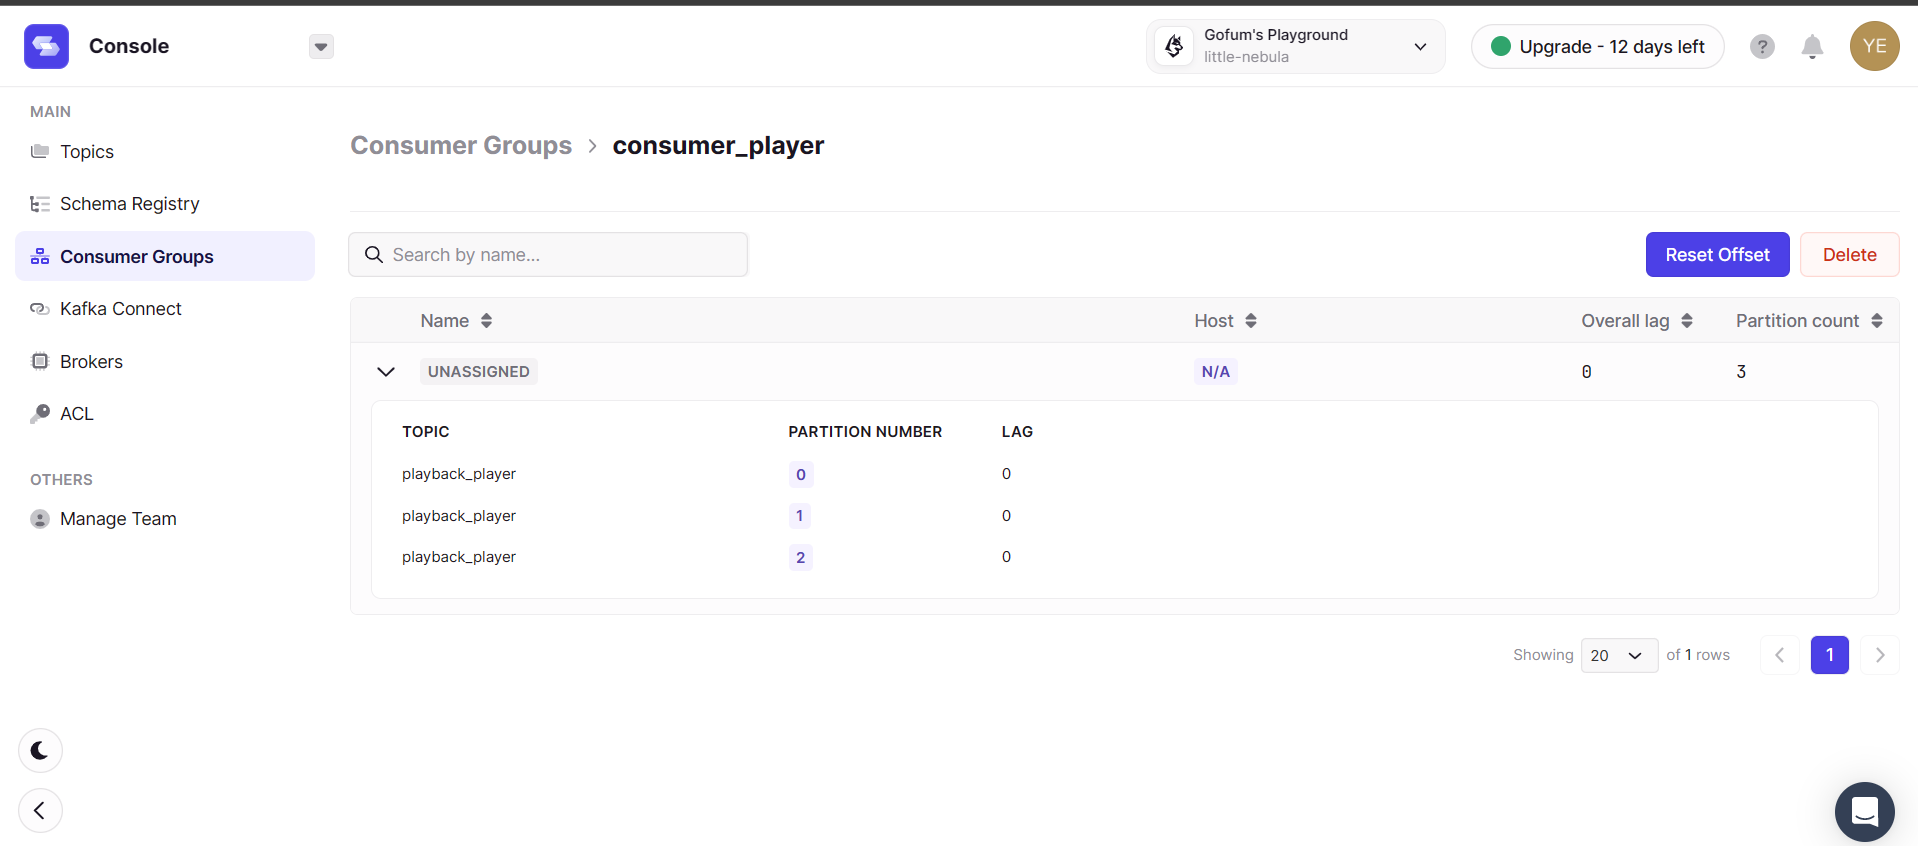 Console
Gofum's Playground
little-nebula
Upgrade - 12 days left
?
YE
MAIN
Topics
Schema Registry
Consumer Groups
Kafka Connect
Brokers
ACL
OTHERS
Manage Team
Consumer Groups > consumer_player
Search by name...
Reset Offset
Delete
Name Host Overall lag Partition count
UNASSIGNED N/A 0 3
TOPIC PARTITION NUMBER LAG
playback_player 0 0
playback_player 1 0
playback_player 2 0
Showing 20 of 1 rows
1